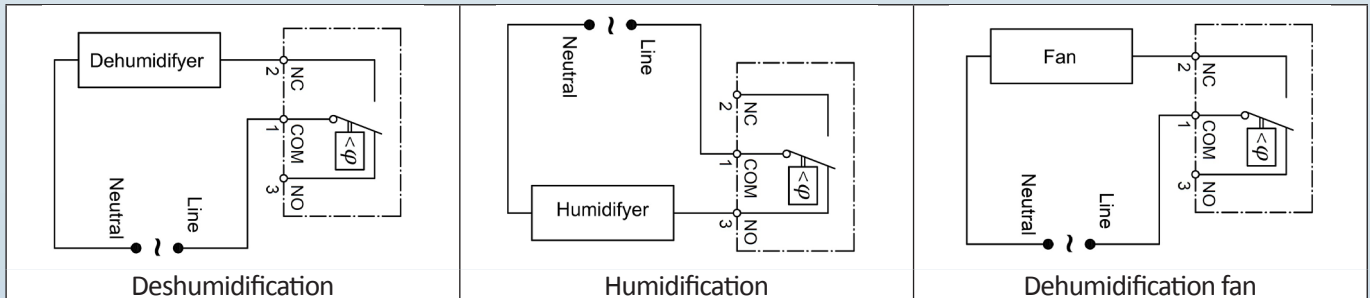 Dehumidifyer
2
NC
1
COM
<φ
3
NO
Neutral
~
Line
Deshumidification
Neutral
~
Line
2
NC
1
COM
<φ
Humidifyer
3
NO
Humidification
Fan
2
NC
1
COM
<φ
3
NO
Neutral
~
Line
Dehumidification fan